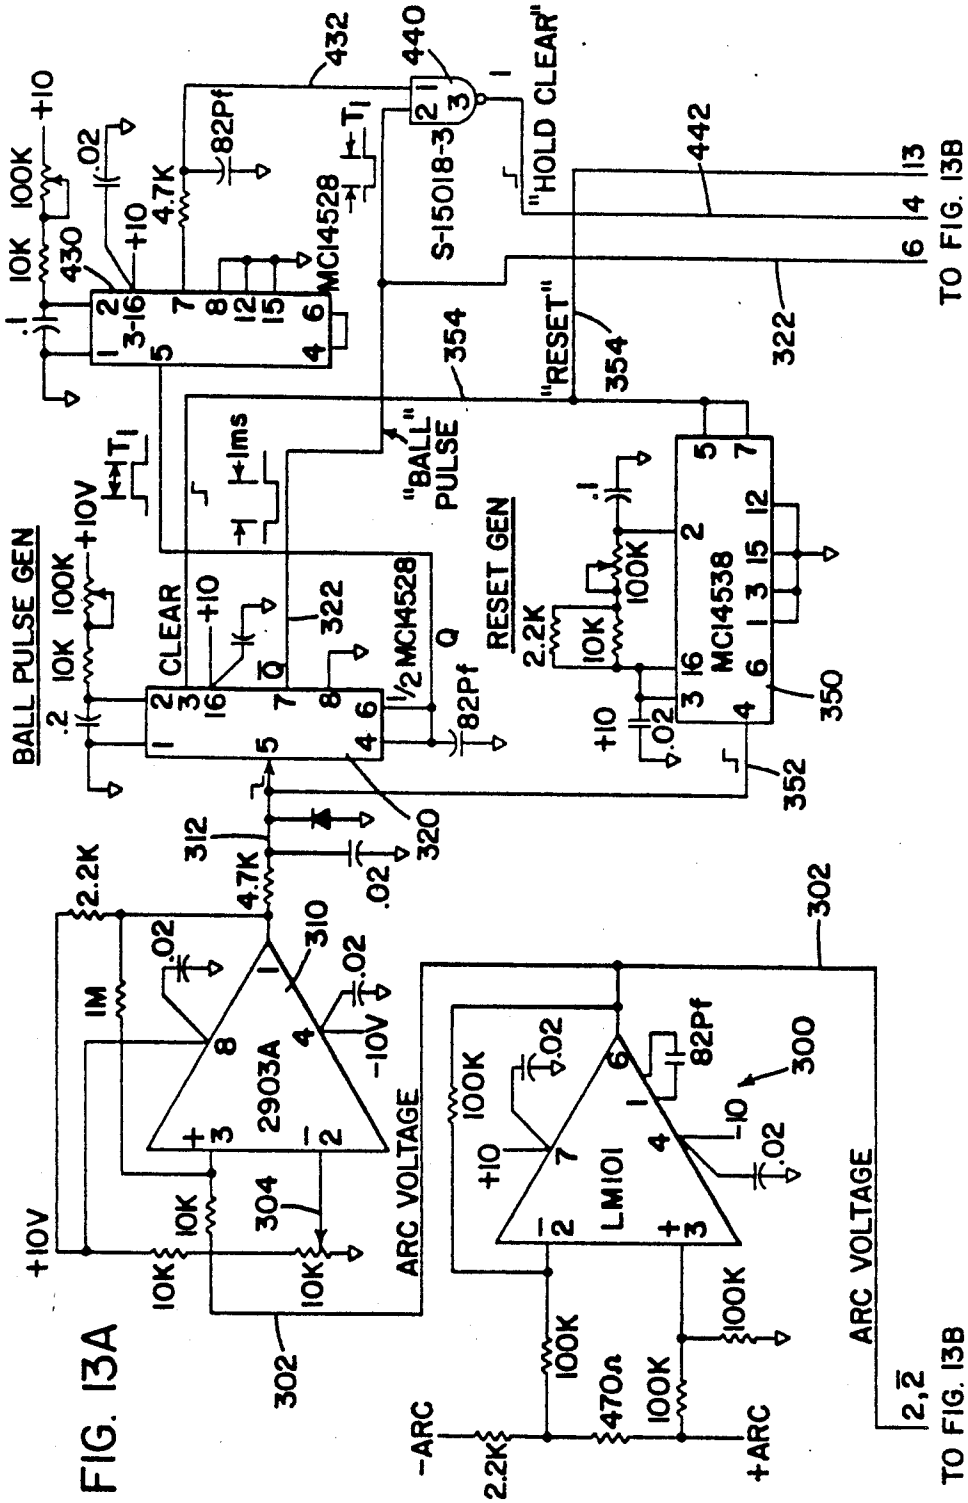 FIG. 13A
+10V
10K
10K
304
302
10K
+
3
−
2
2903A
8
4
1
-10V
.02
.02
1M
2.2K
310
4.7K
312
.02
320
BALL PULSE GEN
.2
10K
100K
+10V
1
2
5
3
CLEAR
16
+10
7
Q̅
8
4
6
1/2 MC14528
322
82Pf
Q
T1
1ms
"BALL"
PULSE
.1
10K
100K
+10
430
1
2
3-16
+10
.02
5
7
4.7K
82Pf
8
12
15
4
6
MC14528
432
T1
2
1
3
440
S-15018-3
1
"HOLD CLEAR"
442
354
"RESET"
354
322
6
4
13
TO FIG. 13B
RESET GEN
2.2K
10K
100K
.1
+10
.02
3
16
2
5
7
MC14538
4
6
1
3
15
12
350
352
ARC VOLTAGE
302
-ARC
2.2K
470Ω
+ARC
100K
100K
100K
−
2
+
3
LM101
100K
+10
7
.02
6
1
82Pf
4
-10
.02
300
ARC VOLTAGE
2,2̅
TO FIG. 13B